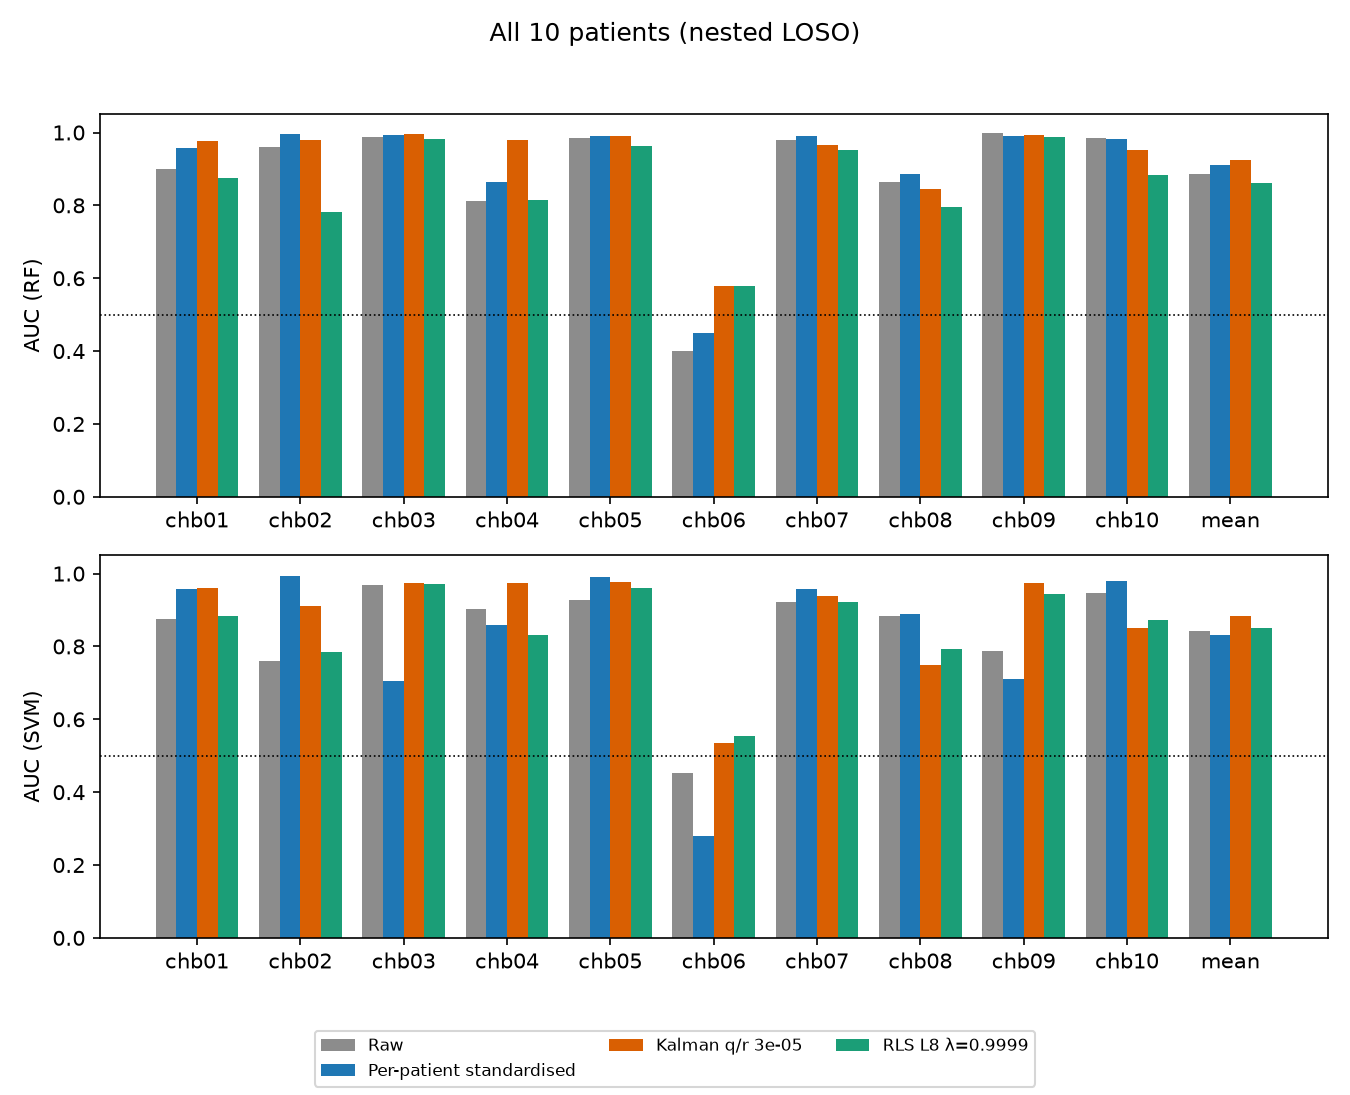 All 10 patients (nested LOSO)
AUC (RF)
1.0
0.8
0.6
0.4
0.2
0.0
chb01 chb02 chb03 chb04 chb05 chb06 chb07 chb08 chb09 chb10 mean
AUC (SVM)
1.0
0.8
0.6
0.4
0.2
0.0
chb01 chb02 chb03 chb04 chb05 chb06 chb07 chb08 chb09 chb10 mean
Raw Kalman q/r 3e-05 RLS L8 λ=0.9999
Per-patient standardised